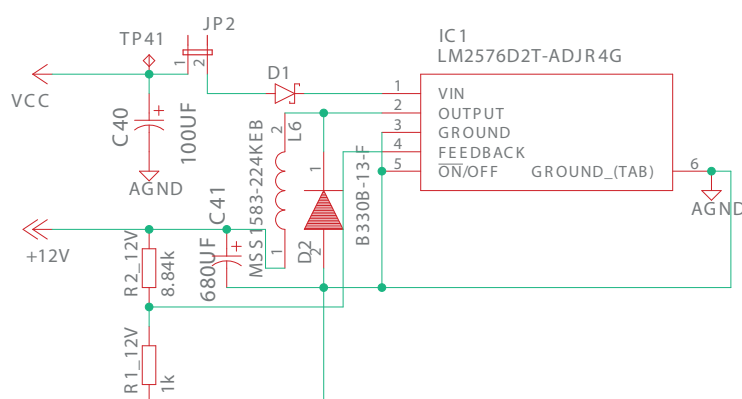 JP2
TP41
1
2
IC1
LM2576D2T-ADJR4G
D1
VCC
C40
100UF
AGND
2
L6
MSS1583-224KEB
1
1
D2
2
B330B-13-F
1
2
3
4
5
VIN
OUTPUT
GROUND
FEEDBACK
ON/OFF
GROUND_(TAB)
6
AGND
+12V
R2_12V
8.84k
C41
680UF
R1_12V
1k